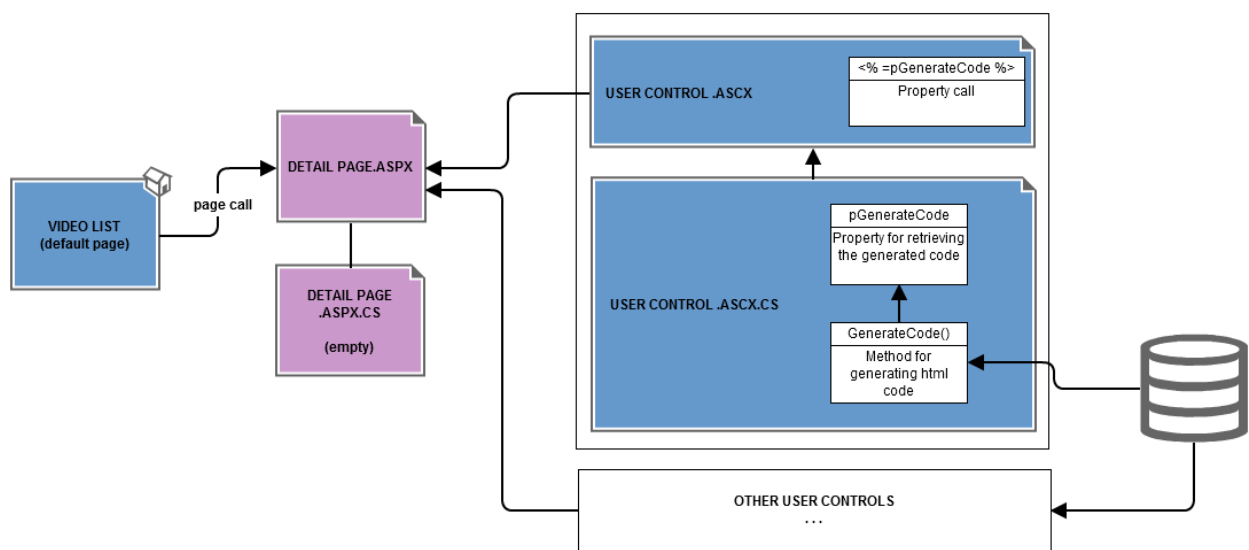 VIDEO LIST
(default page)
page call
DETAIL PAGE.ASPX
DETAIL PAGE
.ASPX.CS
(empty)
USER CONTROL .ASCX
<% =pGenerateCode %>
Property call
USER CONTROL .ASCX.CS
pGenerateCode
Property for retrieving
the generated code
GenerateCode()
Method for
generating html
code
OTHER USER CONTROLS
...